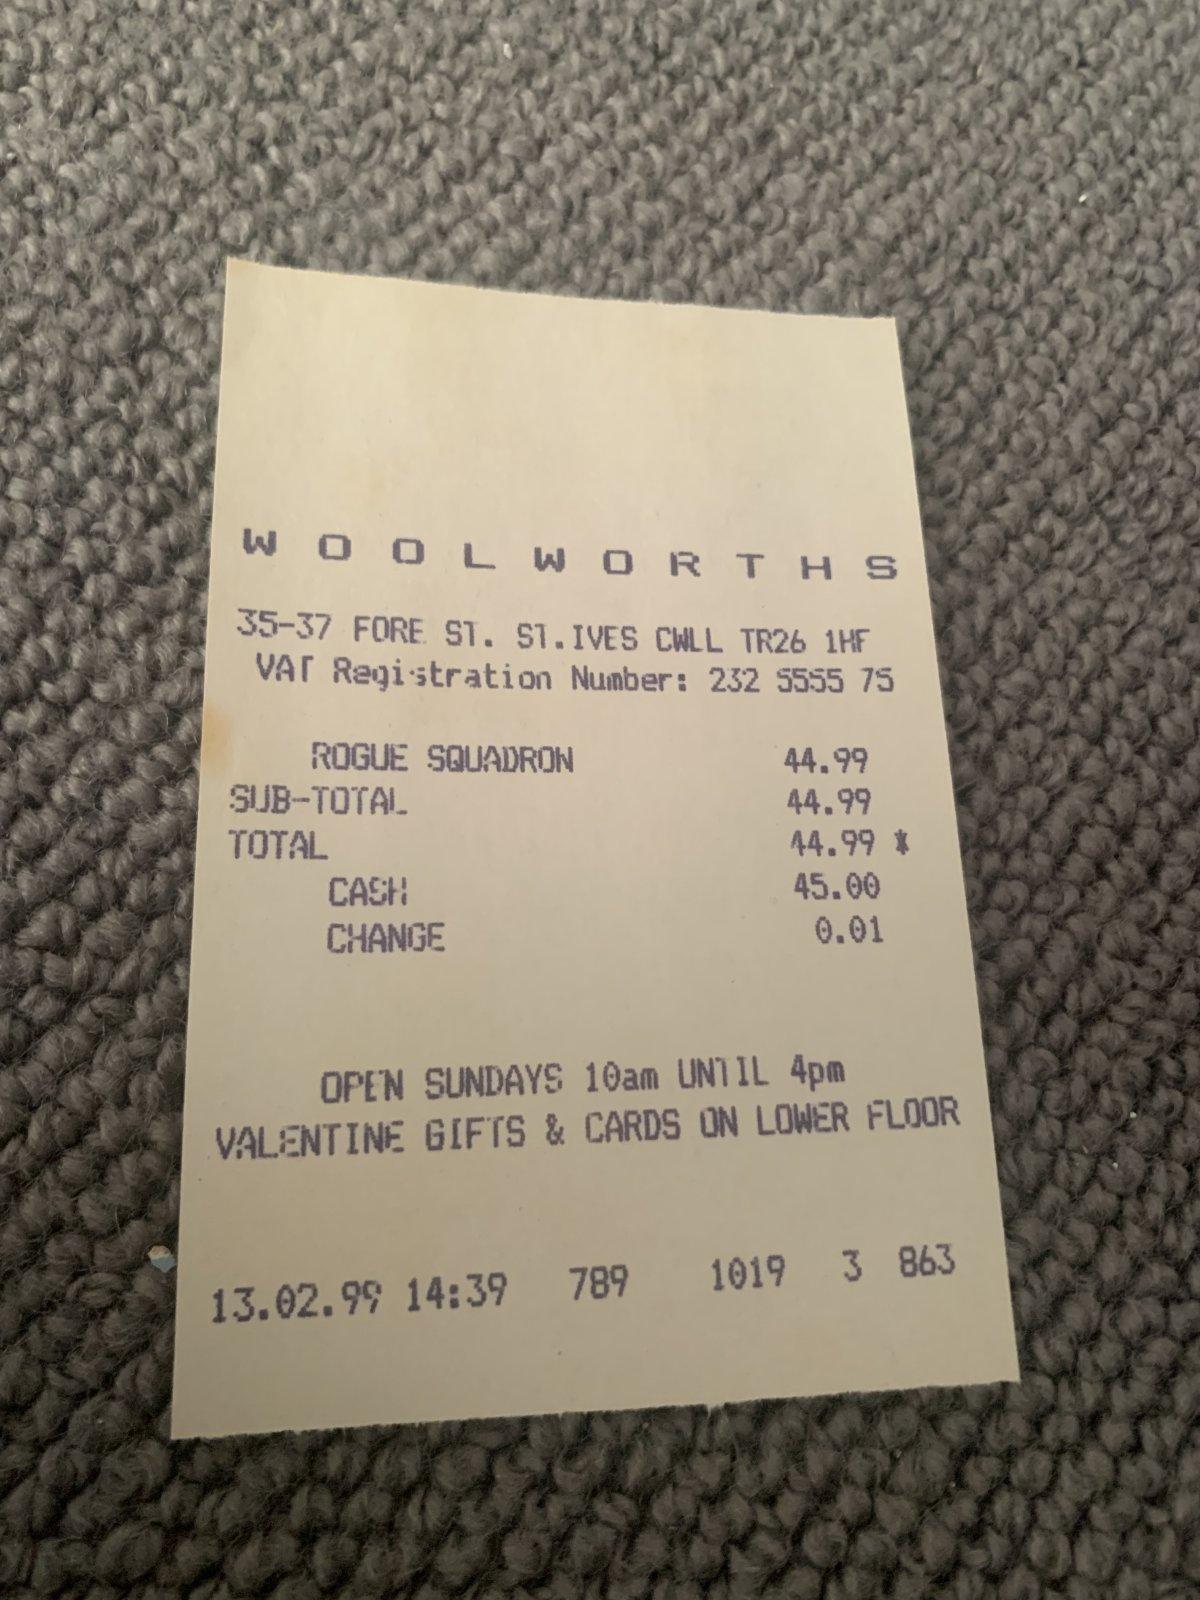 WOOLWORTHS
35-37 FORE ST. ST.IVES CWLL TR26 1HF
VAT Registration Number: 232 5555 75
ROGUE SQUADRON 44.99
SUB-TOTAL 44.99
TOTAL 44.99 *
CASH 45.00
CHANGE 0.01
OPEN SUNDAYS 10am UNTIL 4pm
VALENTINE GIFTS & CARDS ON LOWER FLOOR
13.02.99 14:39 789 1019 3 863